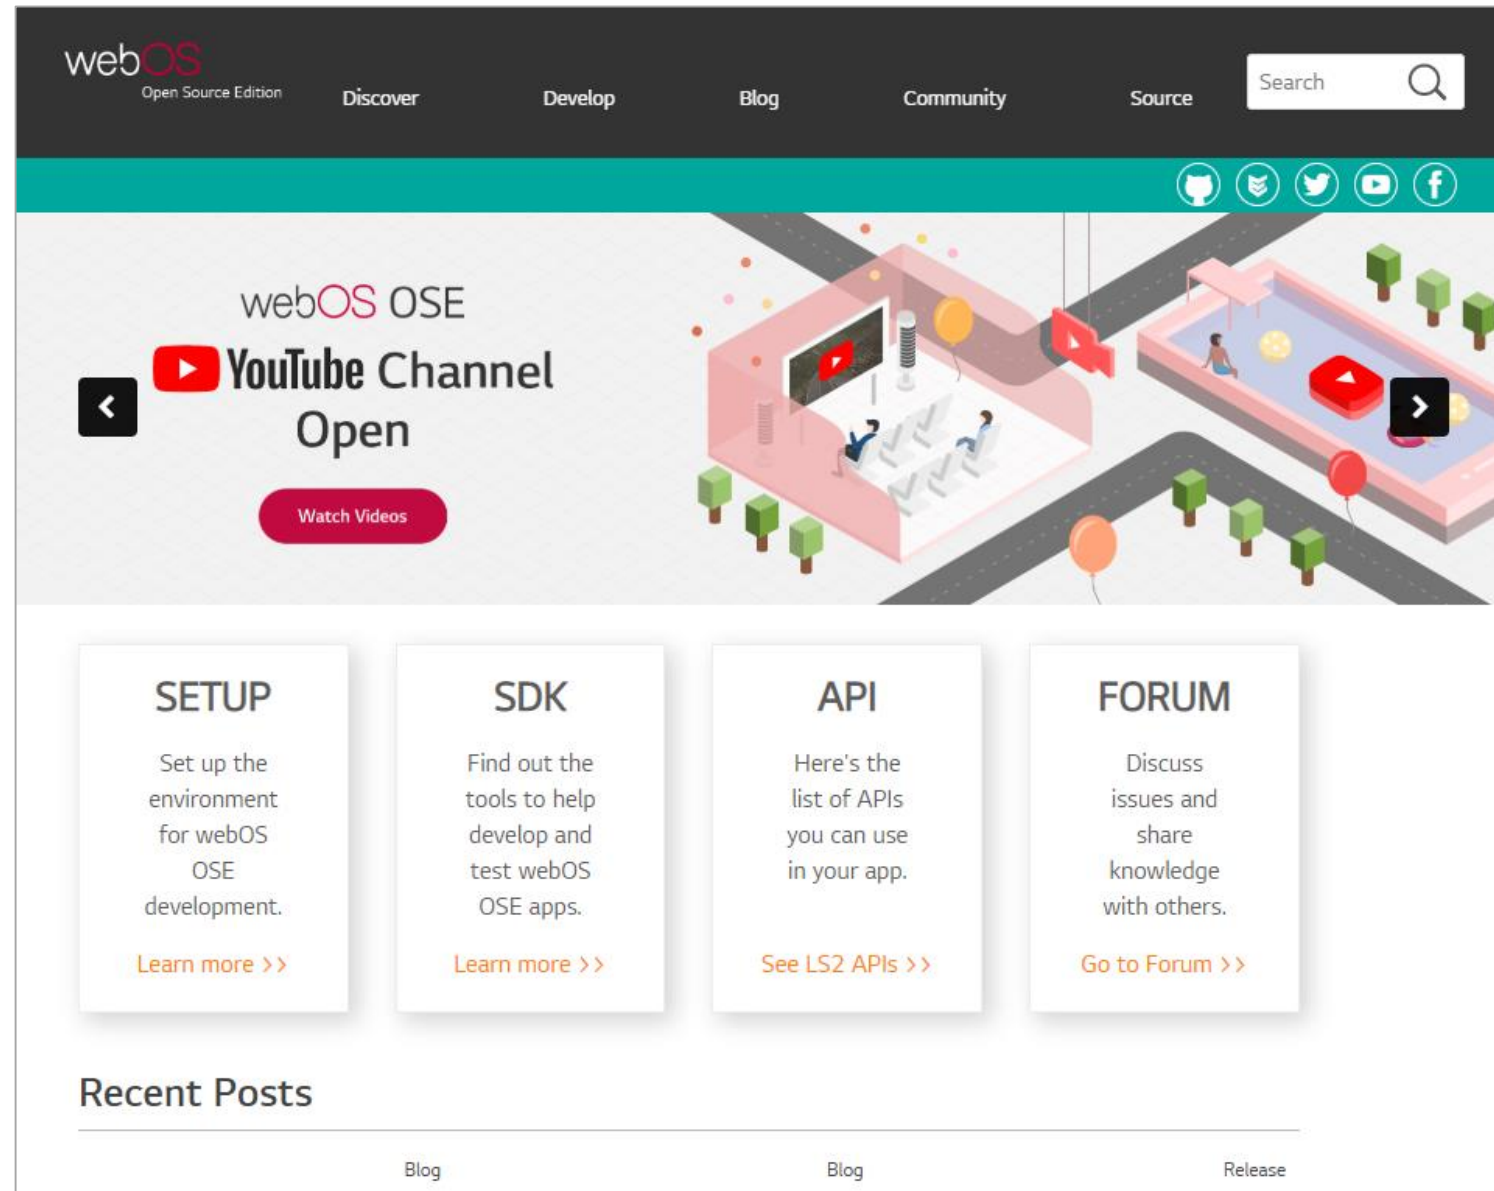 webOS
Open Source Edition
Discover
Develop
Blog
Community
Source
Search
webOS OSE
YouTube Channel
Open
Watch Videos
SETUP
Set up the
environment
for webOS
OSE
development.
Learn more >>
SDK
Find out the
tools to help
develop and
test webOS
OSE apps.
Learn more >>
API
Here's the
list of APIs
you can use
in your app.
See LS2 APIs >>
FORUM
Discuss
issues and
share
knowledge
with others.
Go to Forum >>
Recent Posts
Blog
Blog
Release